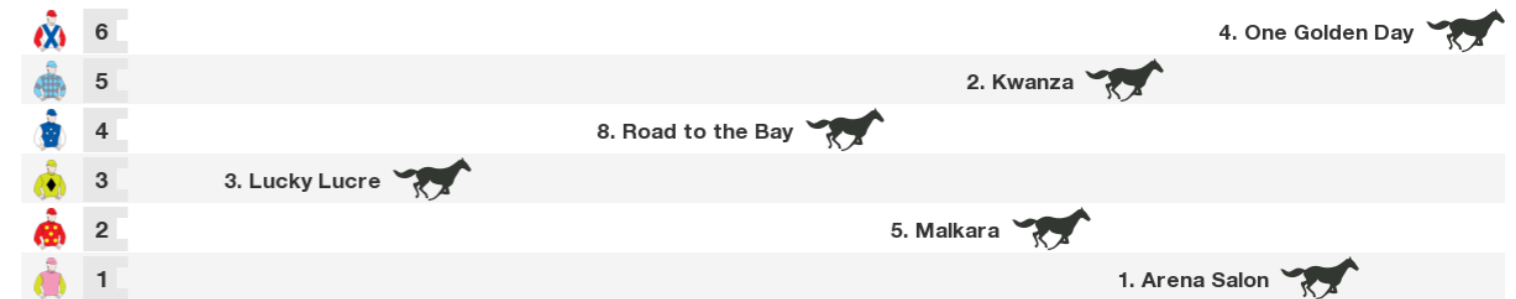 6 4. One Golden Day
5 2. Kwanza
4 8. Road to the Bay
3 3. Lucky Lucre
2 5. Malkara
1 1. Arena Salon